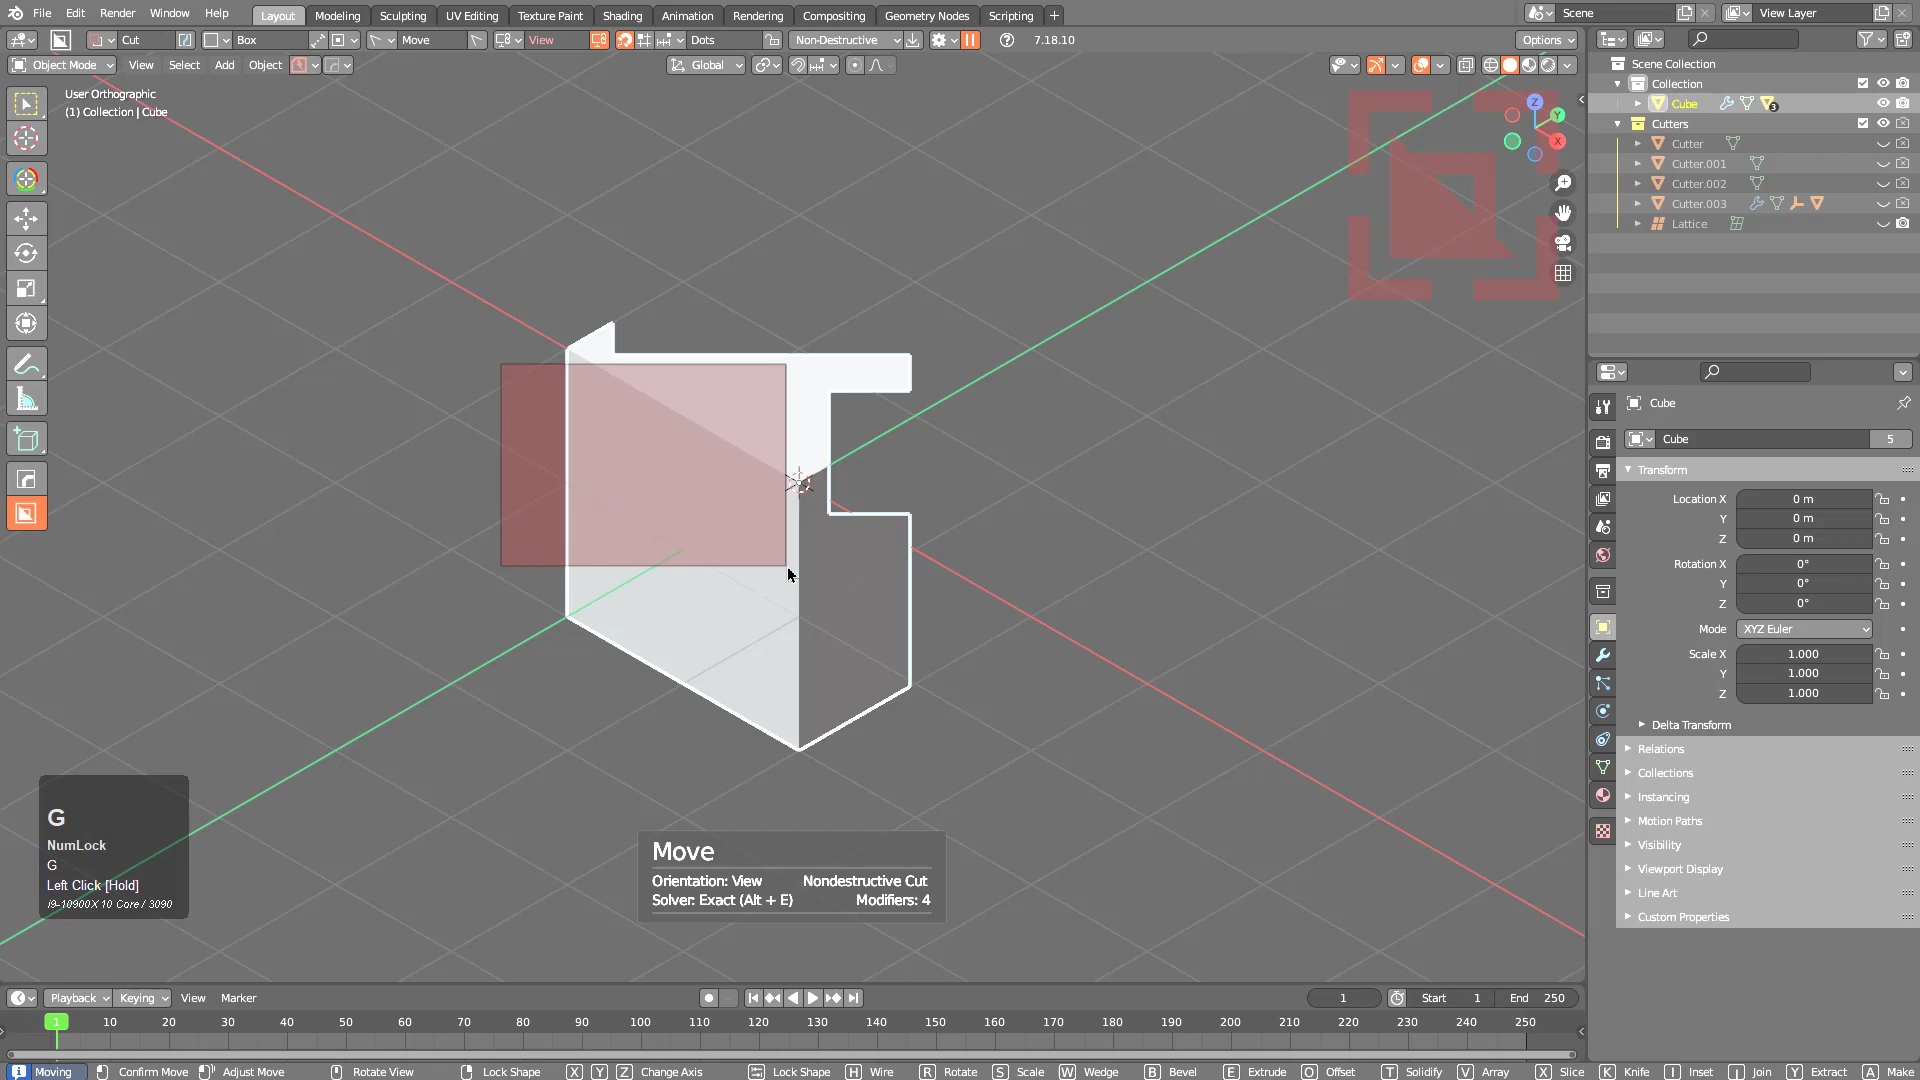 File Edit Render Window Help Layout Modeling Sculpting UV Editing Texture Paint Shading Animation Rendering Compositing Geometry Nodes Scripting + Scene View Layer
Cut Box Move View Dots Non-Destructive 7.18.10 Options
Object Mode View Select Add Object Global
User Orthographic
(1) Collection | Cube
Z
Y
X
Scene Collection
Collection
Cube 3
Cutters
Cutter
Cutter.001
Cutter.002
Cutter.003
Lattice
Cube
Cube 5
Transform
Location X 0 m
Y 0 m
Z 0 m
Rotation X 0°
Y 0°
Z 0°
Mode XYZ Euler
Scale X 1.000
Y 1.000
Z 1.000
Delta Transform
Relations
Collections
Instancing
Motion Paths
Visibility
Viewport Display
Line Art
Custom Properties
G
NumLock
G
Left Click [Hold]
i9-10900X 10 Core / 3090
Move
Orientation: View Nondestructive Cut
Solver: Exact (Alt + E) Modifiers: 4
Playback Keying View Marker 1 Start 1 End 250
1 10 20 30 40 50 60 70 80 90 100 110 120 130 140 150 160 170 180 190 200 210 220 230 240 250
Moving Confirm Move Adjust Move Rotate View Lock Shape X Y Z Change Axis Lock Shape H Wire R Rotate S Scale W Wedge B Bevel E Extrude O Offset T Solidify V Array X Slice K Knife I Inset J Join Y Extract A Make